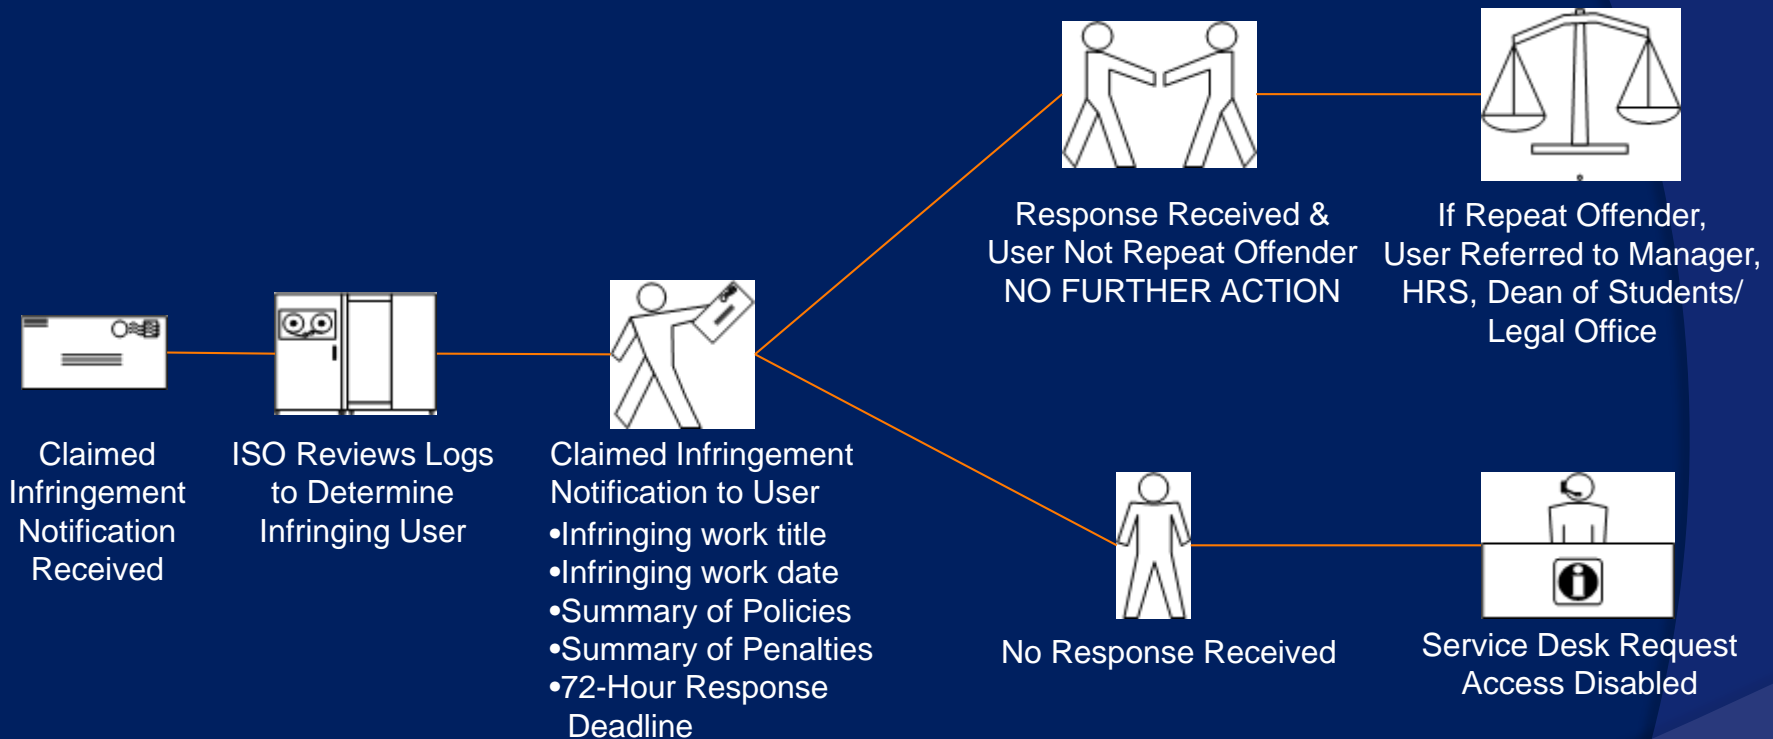 Claimed
Infringement
Notification
Received
ISO Reviews Logs
to Determine
Infringing User
Claimed Infringement
Notification to User
•Infringing work title
•Infringing work date
•Summary of Policies
•Summary of Penalties
•72-Hour Response
Deadline
Response Received &
User Not Repeat Offender
NO FURTHER ACTION
If Repeat Offender,
User Referred to Manager,
HRS, Dean of Students/
Legal Office
No Response Received
Service Desk Request
Access Disabled